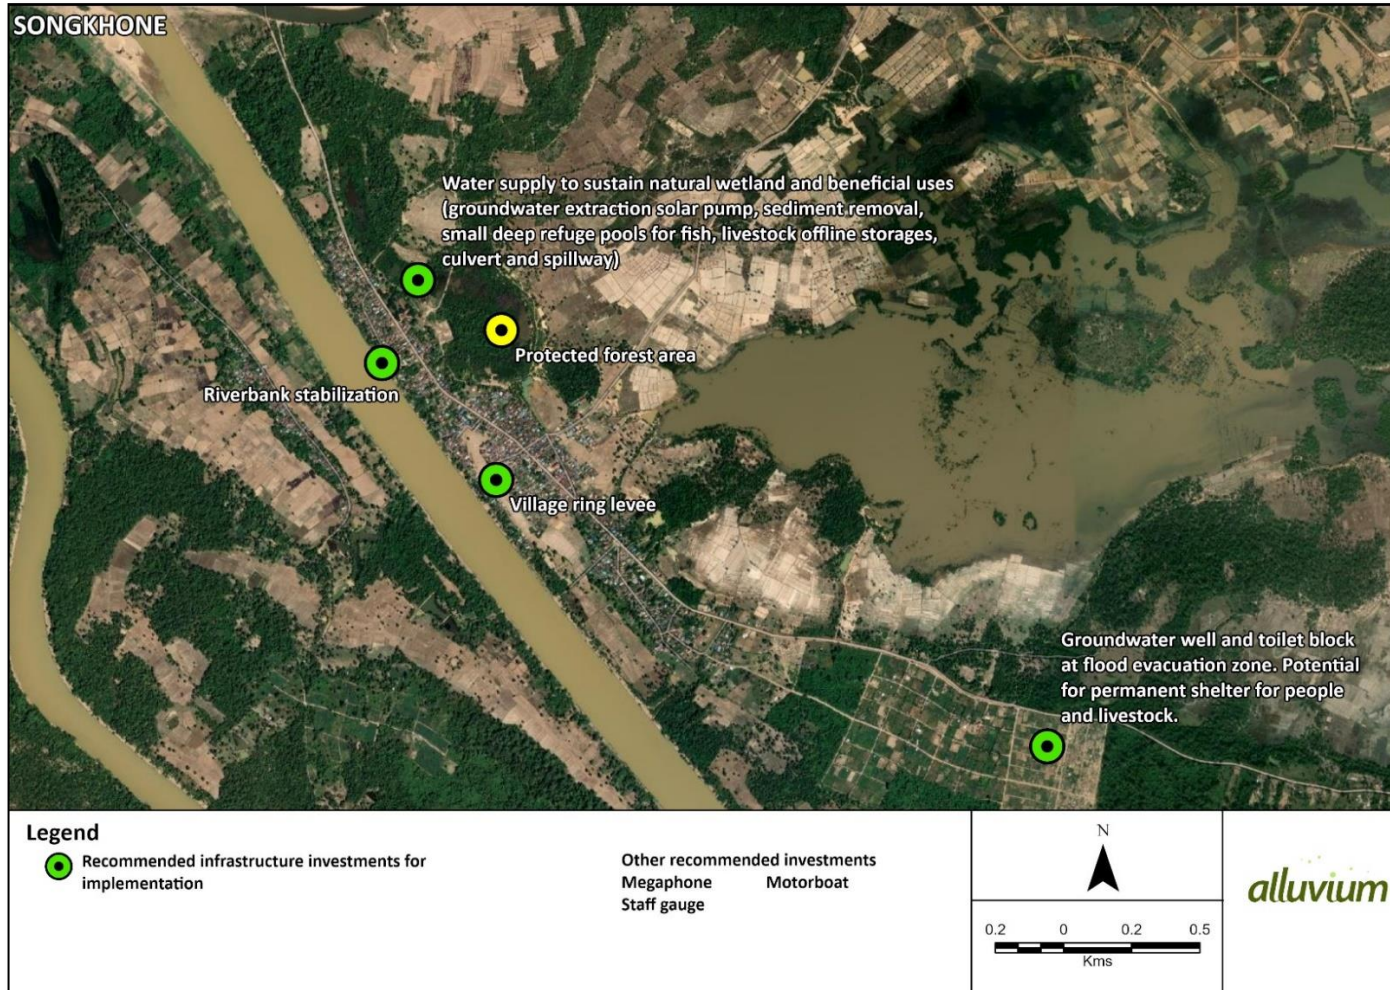 SONGKHONE
Water supply to sustain natural wetland and beneficial uses
(groundwater extraction solar pump, sediment removal,
small deep refuge pools for fish, livestock offline storages,
culvert and spillway)
Protected forest area
Riverbank stabilization
Village ring levee
Groundwater well and toilet block
at flood evacuation zone. Potential
for permanent shelter for people
and livestock.
Legend
Recommended infrastructure investments for
implementation
Other recommended investments
Megaphone Motorboat
Staff gauge
N
0.2 0 0.2 0.5
Kms
alluvium